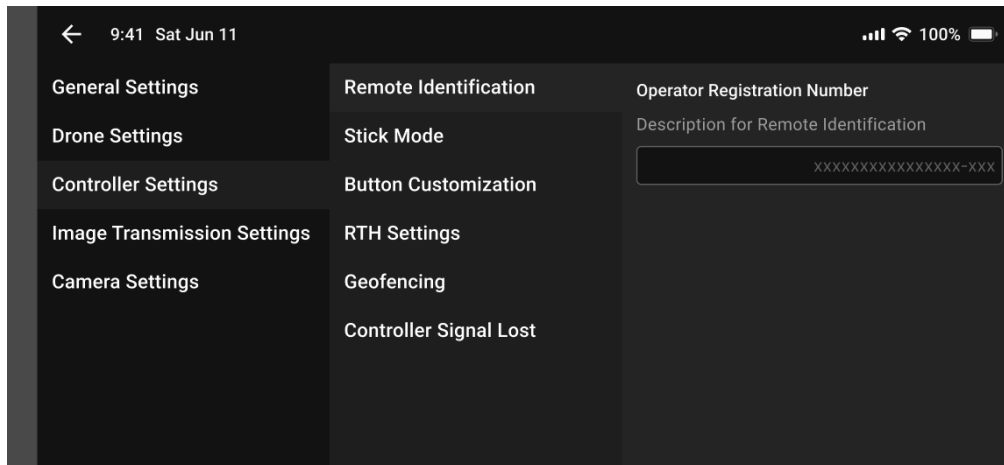 9:41 Sat Jun 11
100%
General Settings
Drone Settings
Controller Settings
Image Transmission Settings
Camera Settings
Remote Identification
Stick Mode
Button Customization
RTH Settings
Geofencing
Controller Signal Lost
Operator Registration Number
Description for Remote Identification
xxxxxxxxxxxxxxxx-xxx